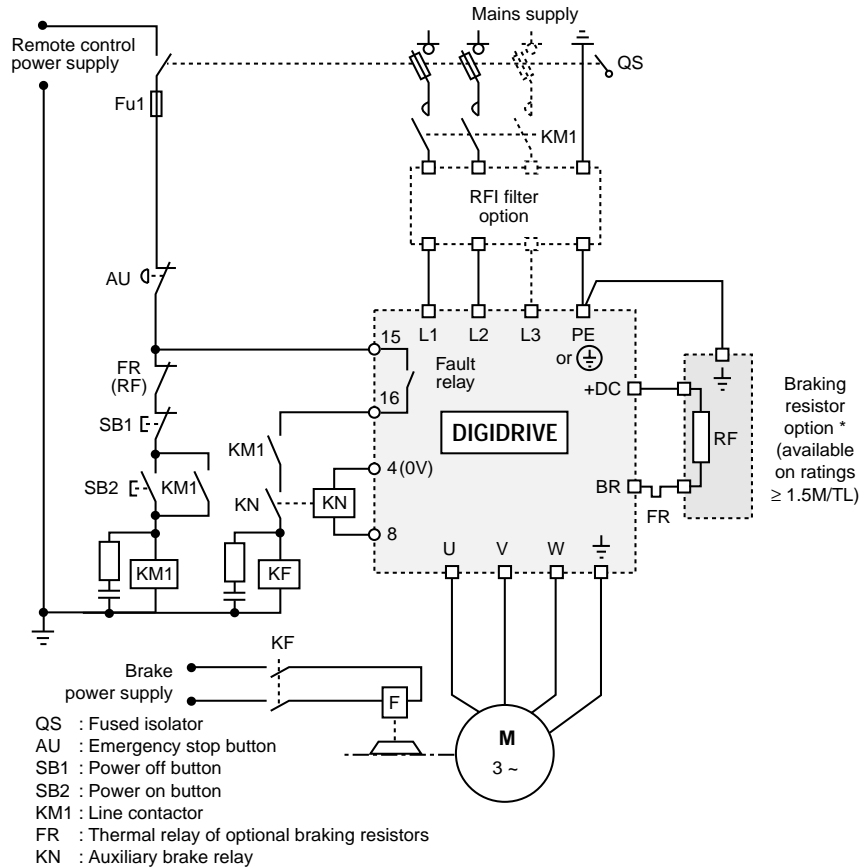 Mains supply
Remote control
power supply
QS
Fu1
KM1
RFI filter
option
AU
L1 L2 L3 PE
or
15
Fault
relay
FR
(RF)
16
+DC
Braking
resistor
option *
(available
on ratings
≥ 1.5M/TL)
RF
SB1
DIGIDRIVE
KM1
4 (0V)
SB2
KM1
KN
KN
BR
FR
8
U V W
KM1
KF
KF
Brake
power supply
F
M
3 ~
QS : Fused isolator
AU : Emergency stop button
SB1 : Power off button
SB2 : Power on button
KM1 : Line contactor
FR : Thermal relay of optional braking resistors
KN : Auxiliary brake relay